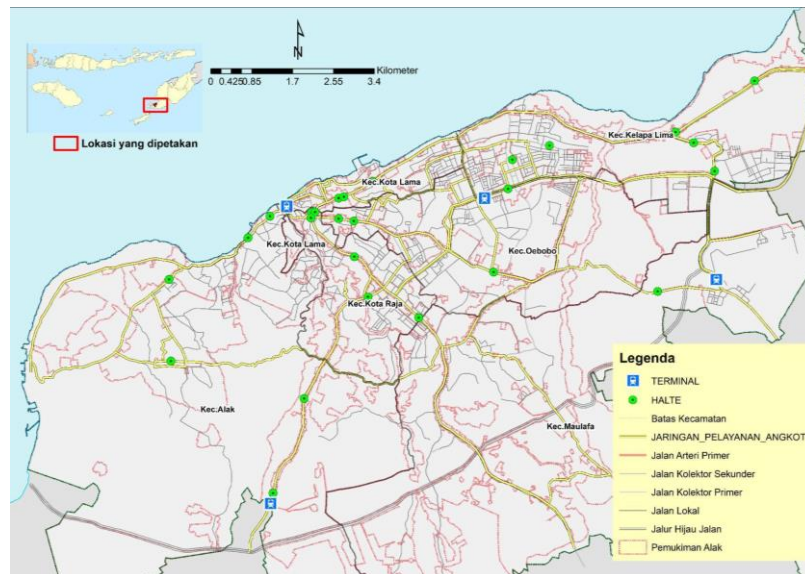 N
Kilometer
0 0.425 0.85 1.7 2.55 3.4
Lokasi yang dipetakan
Kec.Kelapa Lima
Kec.Kota Lama
Kec.Kota Lama
Kec.Oebobo
Kec.Kota Raja
Kec.Alak
Kec.Maulafa
Legenda
TERMINAL
HALTE
Batas Kecamatan
JARINGAN_PELAYANAN_ANGKOT
Jalan Arteri Primer
Jalan Kolektor Sekunder
Jalan Kolektor Primer
Jalan Lokal
Jalur Hijau Jalan
Pemukiman Alak